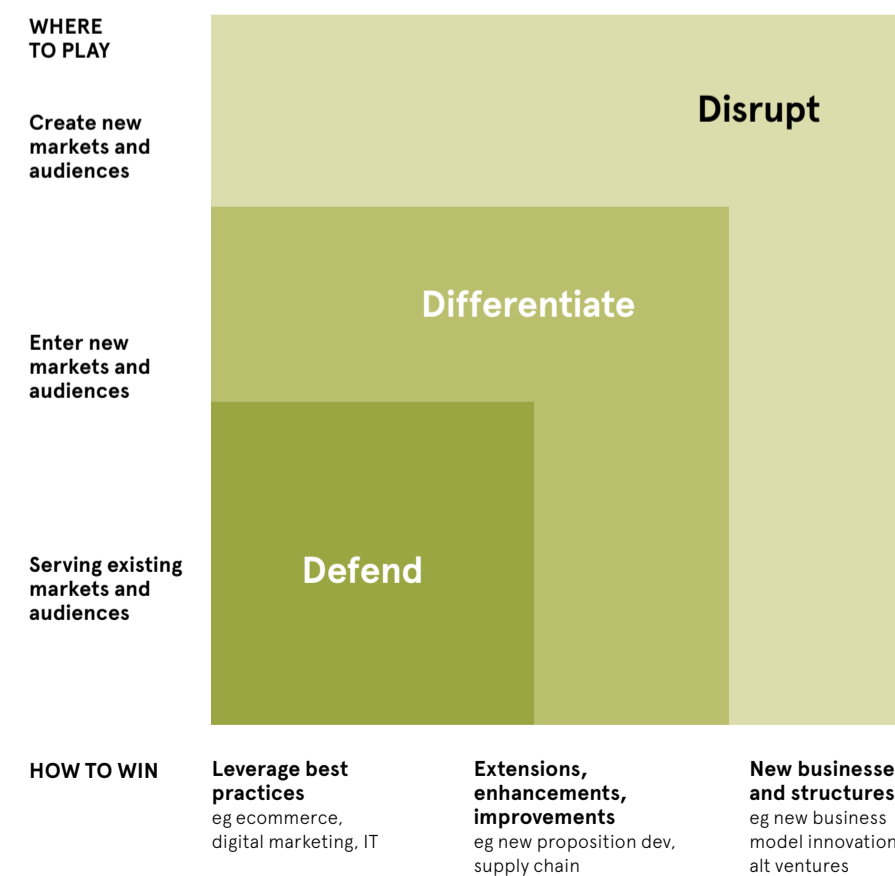 WHERE
TO PLAY
Create new
markets and
audiences
Disrupt
Differentiate
Enter new
markets and
audiences
Defend
Serving existing
markets and
audiences
HOW TO WIN
Leverage best
practices
eg ecommerce,
digital marketing, IT
Extensions,
enhancements,
improvements
eg new proposition dev,
supply chain
New businesse
and structures
eg new business
model innovation
alt ventures